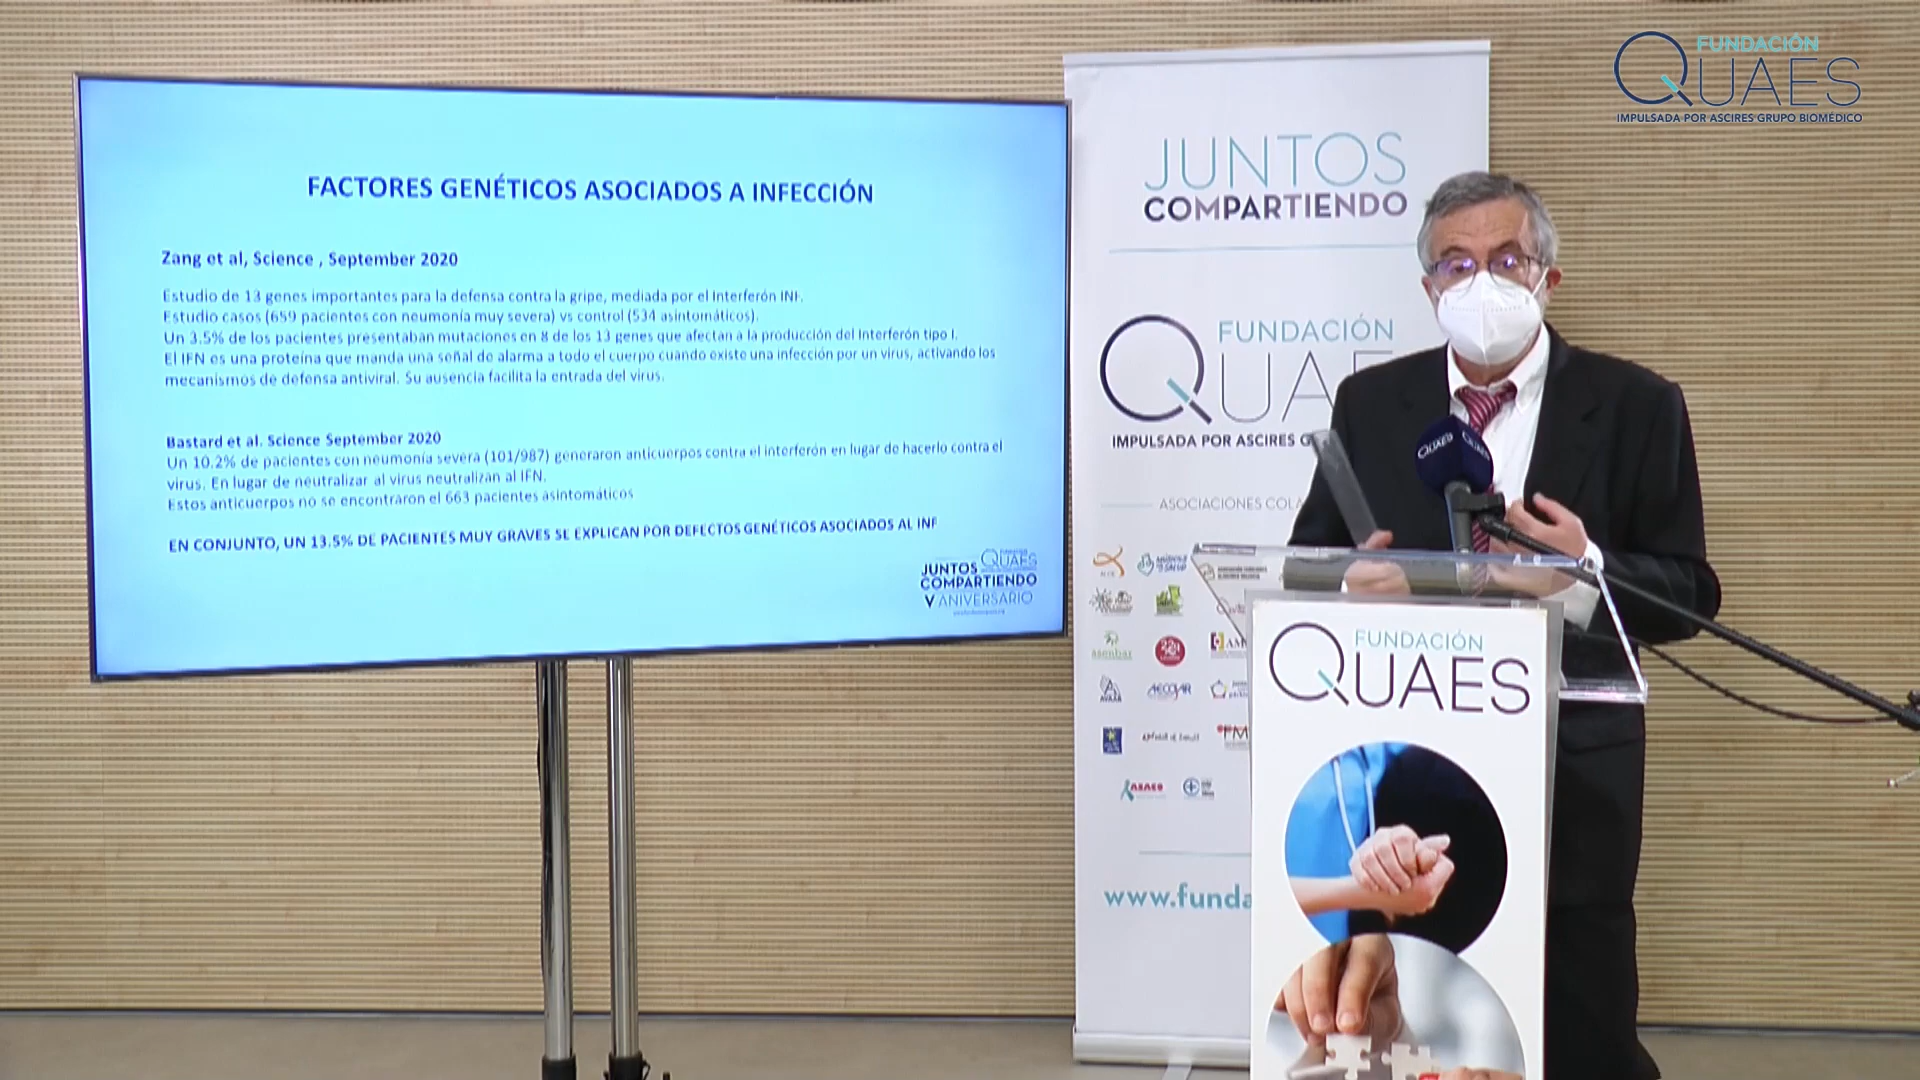 FUNDACIÓN
QUAES
IMPULSADA POR ASCIRES GRUPO BIOMÉDICO
FACTORES GENÉTICOS ASOCIADOS A INFECCIÓN
Zang et al, Science , September 2020
Estudio de 13 genes importantes para la defensa contra la gripe, mediada por el Interferón INF.
Estudio casos (659 pacientes con neumonía muy severa) vs control (534 asintomáticos).
Un 3.5% de los pacientes presentaban mutaciones en 8 de los 13 genes que afectan a la producción del Interferón tipo I.
El IFN es una proteína que manda una señal de alarma a todo el cuerpo cuando existe una infección por un virus, activando los
mecanismos de defensa antiviral. Su ausencia facilita la entrada del virus.
Bastard et al. Science September 2020
Un 10.2% de pacientes con neumonía severa (101/987) generaron anticuerpos contra el interferón en lugar de hacerlo contra el
virus. En lugar de neutralizar al virus neutralizan al IFN.
Estos anticuerpos no se encontraron el 663 pacientes asintomáticos
EN CONJUNTO, UN 13.5% DE PACIENTES MUY GRAVES SE EXPLICAN POR DEFECTOS GENÉTICOS ASOCIADOS AL INF
QUAES
JUNTOS
COMPARTIENDO
V ANIVERSARIO
JUNTOS
COMPARTIENDO
FUNDACIÓN
QUAE
IMPULSADA POR ASCIRES G
ASOCIACIONES COLA
asenbar
AVAAR
AECOSAR
ASACO
www.funda
QUAES
FUNDACIÓN
QUAES